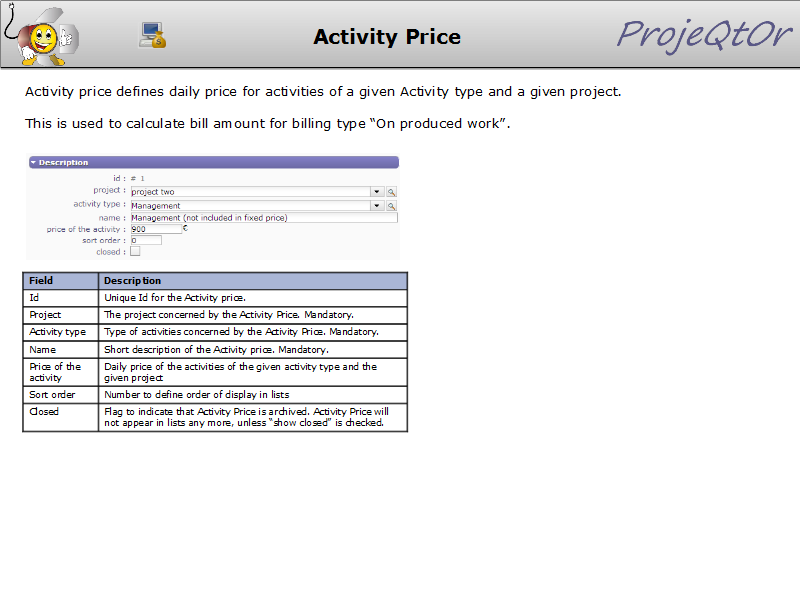 Activity Price
ProjeQtOr
Activity price defines daily price for activities of a given Activity type and a given project.
This is used to calculate bill amount for billing type “On produced work”.
Description
id : # 1
project : project two
activity type : Management
name : Management (not included in fixed price)
price of the activity : 900 €
sort order : 0
closed :
Field Description
Id Unique Id for the Activity price.
Project The project concerned by the Activity Price. Mandatory.
Activity type Type of activities concerned by the Activity Price. Mandatory.
Name Short description of the Activity price. Mandatory.
Price of the Daily price of the activities of the given activity type and the
activity given project
Sort order Number to define order of display in lists
Closed Flag to indicate that Activity Price is archived. Activity Price will
not appear in lists any more, unless “show closed” is checked.